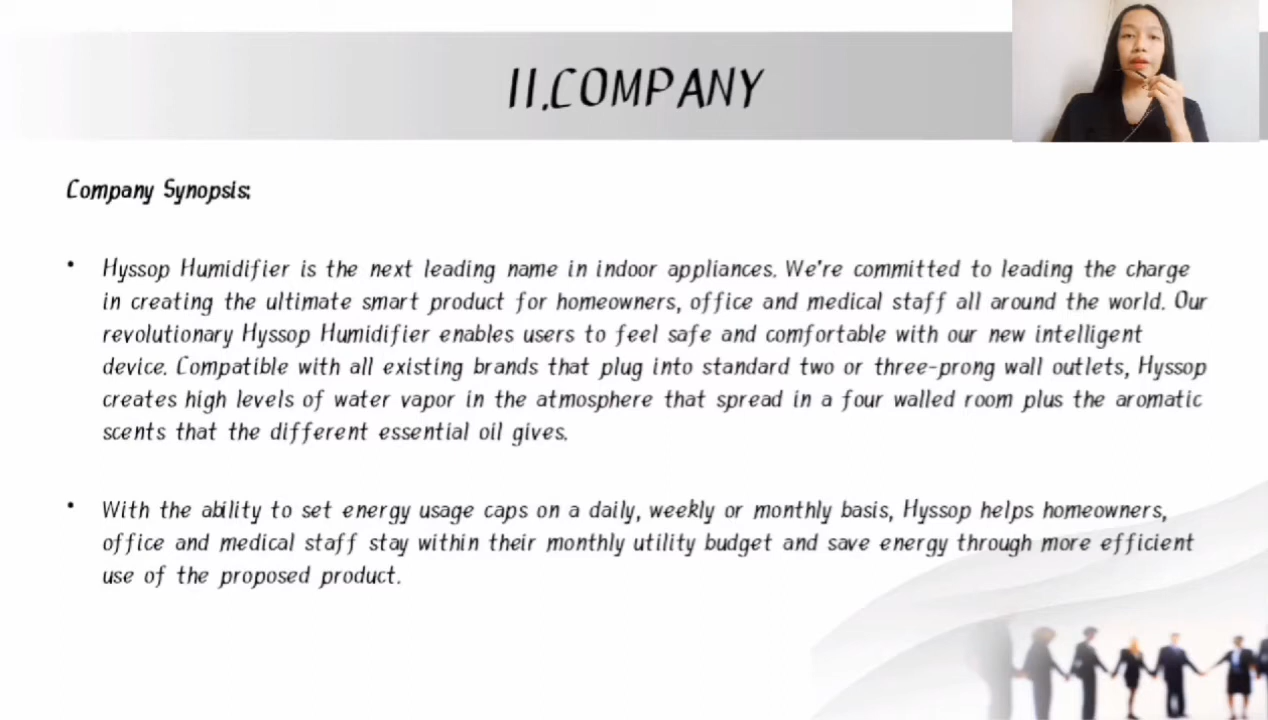 II.COMPANY
Company Synopsis:
• Hyssop Humidifier is the next leading name in indoor appliances. We're committed to leading the charge
in creating the ultimate smart product for homeowners, office and medical staff all around the world. Our
revolutionary Hyssop Humidifier enables users to feel safe and comfortable with our new intelligent
device. Compatible with all existing brands that plug into standard two or three-prong wall outlets, Hyssop
creates high levels of water vapor in the atmosphere that spread in a four walled room plus the aromatic
scents that the different essential oil gives.
• With the ability to set energy usage caps on a daily, weekly or monthly basis, Hyssop helps homeowners,
office and medical staff stay within their monthly utility budget and save energy through more efficient
use of the proposed product.